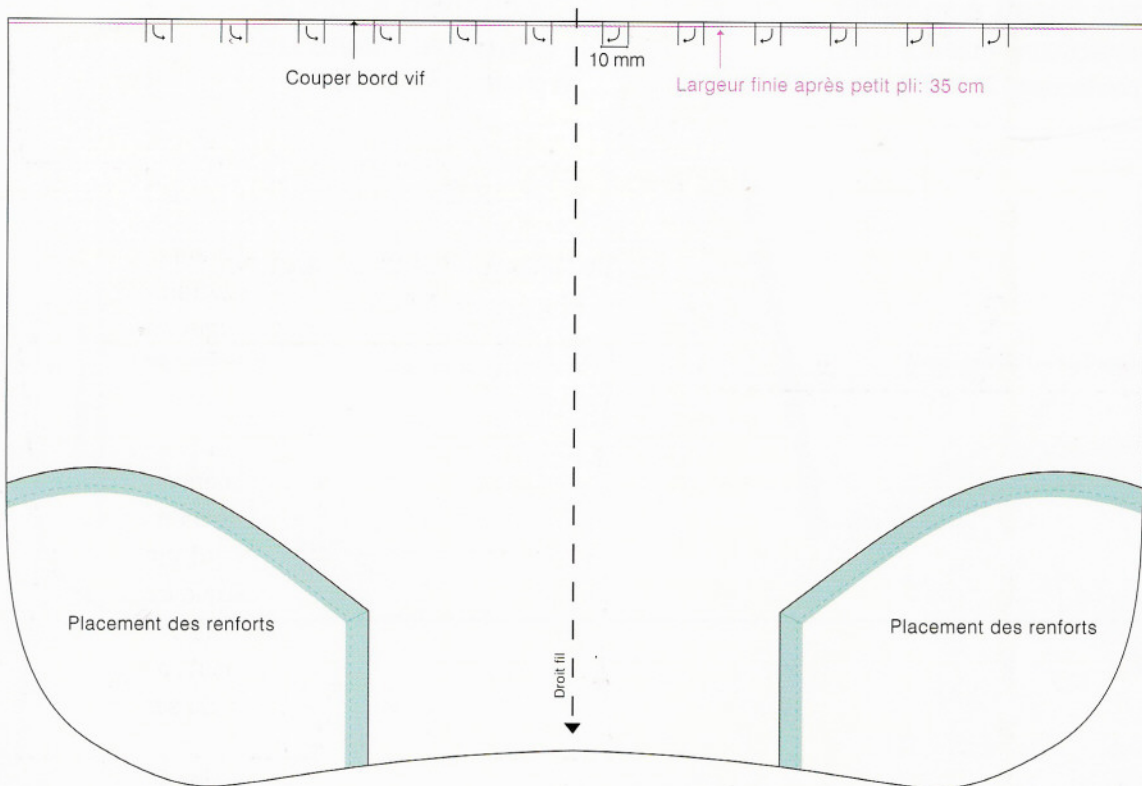 10 mm
Couper bord vif
Largeur finie après petit pli: 35 cm
Placement des renforts
Placement des renforts
Droit fil